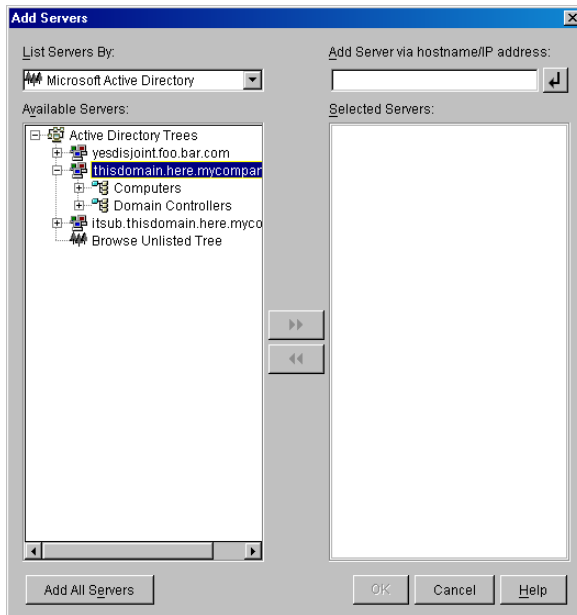 Add Servers
List Servers By:
Microsoft Active Directory
Available Servers:
Active Directory Trees
yesdisjoint.foo.bar.com
thisdomain.here.mycompar
Computers
Domain Controllers
itsub.thisdomain.here.myco
Browse Unlisted Tree
Add All Servers
Add Server via hostname/IP address:
Selected Servers:
OK
Cancel
Help